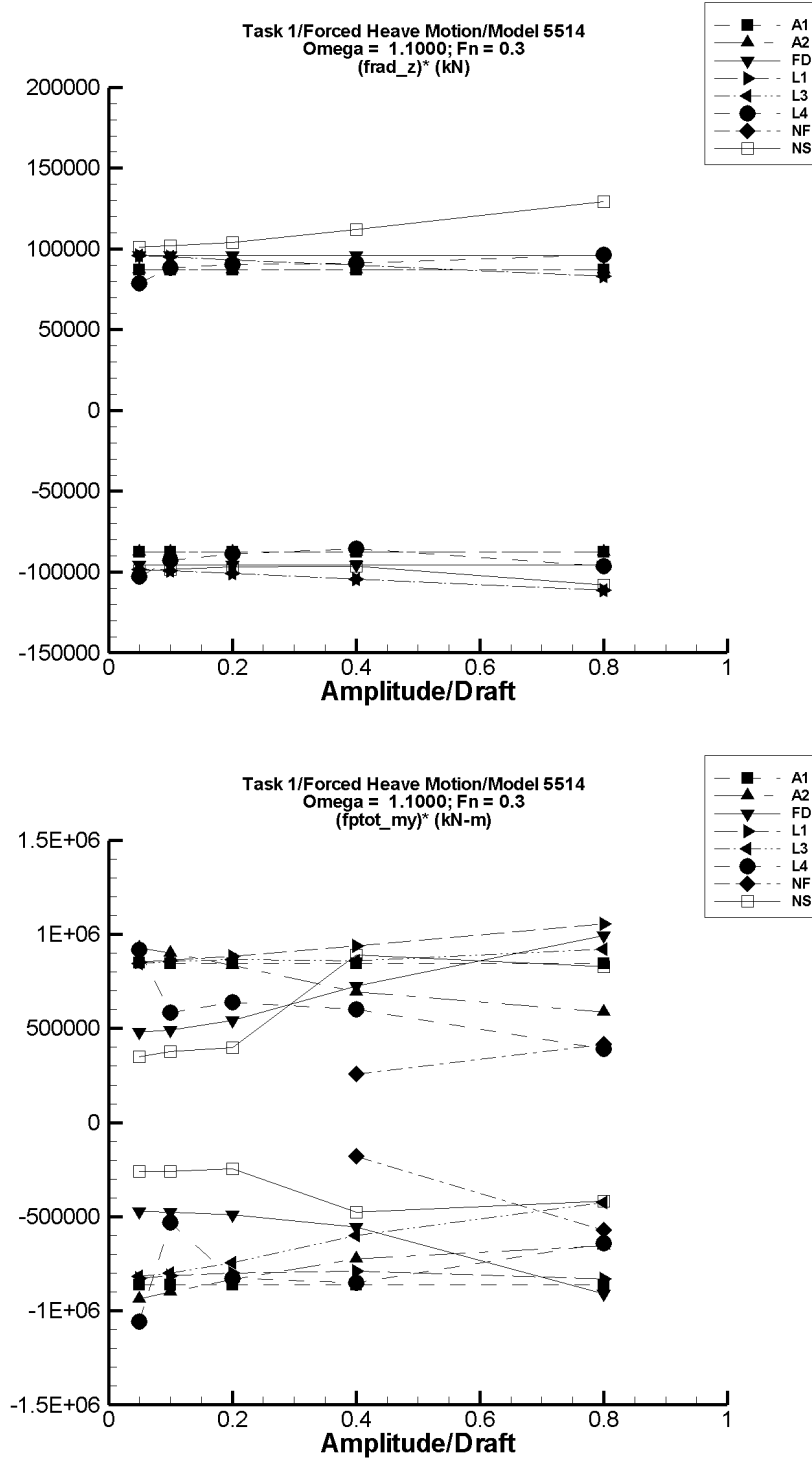 Task 1/Forced Heave Motion/Model 5514
Omega = 1.1000; Fn = 0.3
(frad_z)* (kN)
A1
A2
FD
L1
L3
L4
NF
NS
200000
150000
100000
50000
0
-50000
-100000
-150000
0 0.2 0.4 0.6 0.8 1
Amplitude/Draft
Task 1/Forced Heave Motion/Model 5514
Omega = 1.1000; Fn = 0.3
(fptot_my)* (kN-m)
A1
A2
FD
L1
L3
L4
NF
NS
1.5E+06
1E+06
500000
0
-500000
-1E+06
-1.5E+06
0 0.2 0.4 0.6 0.8 1
Amplitude/Draft